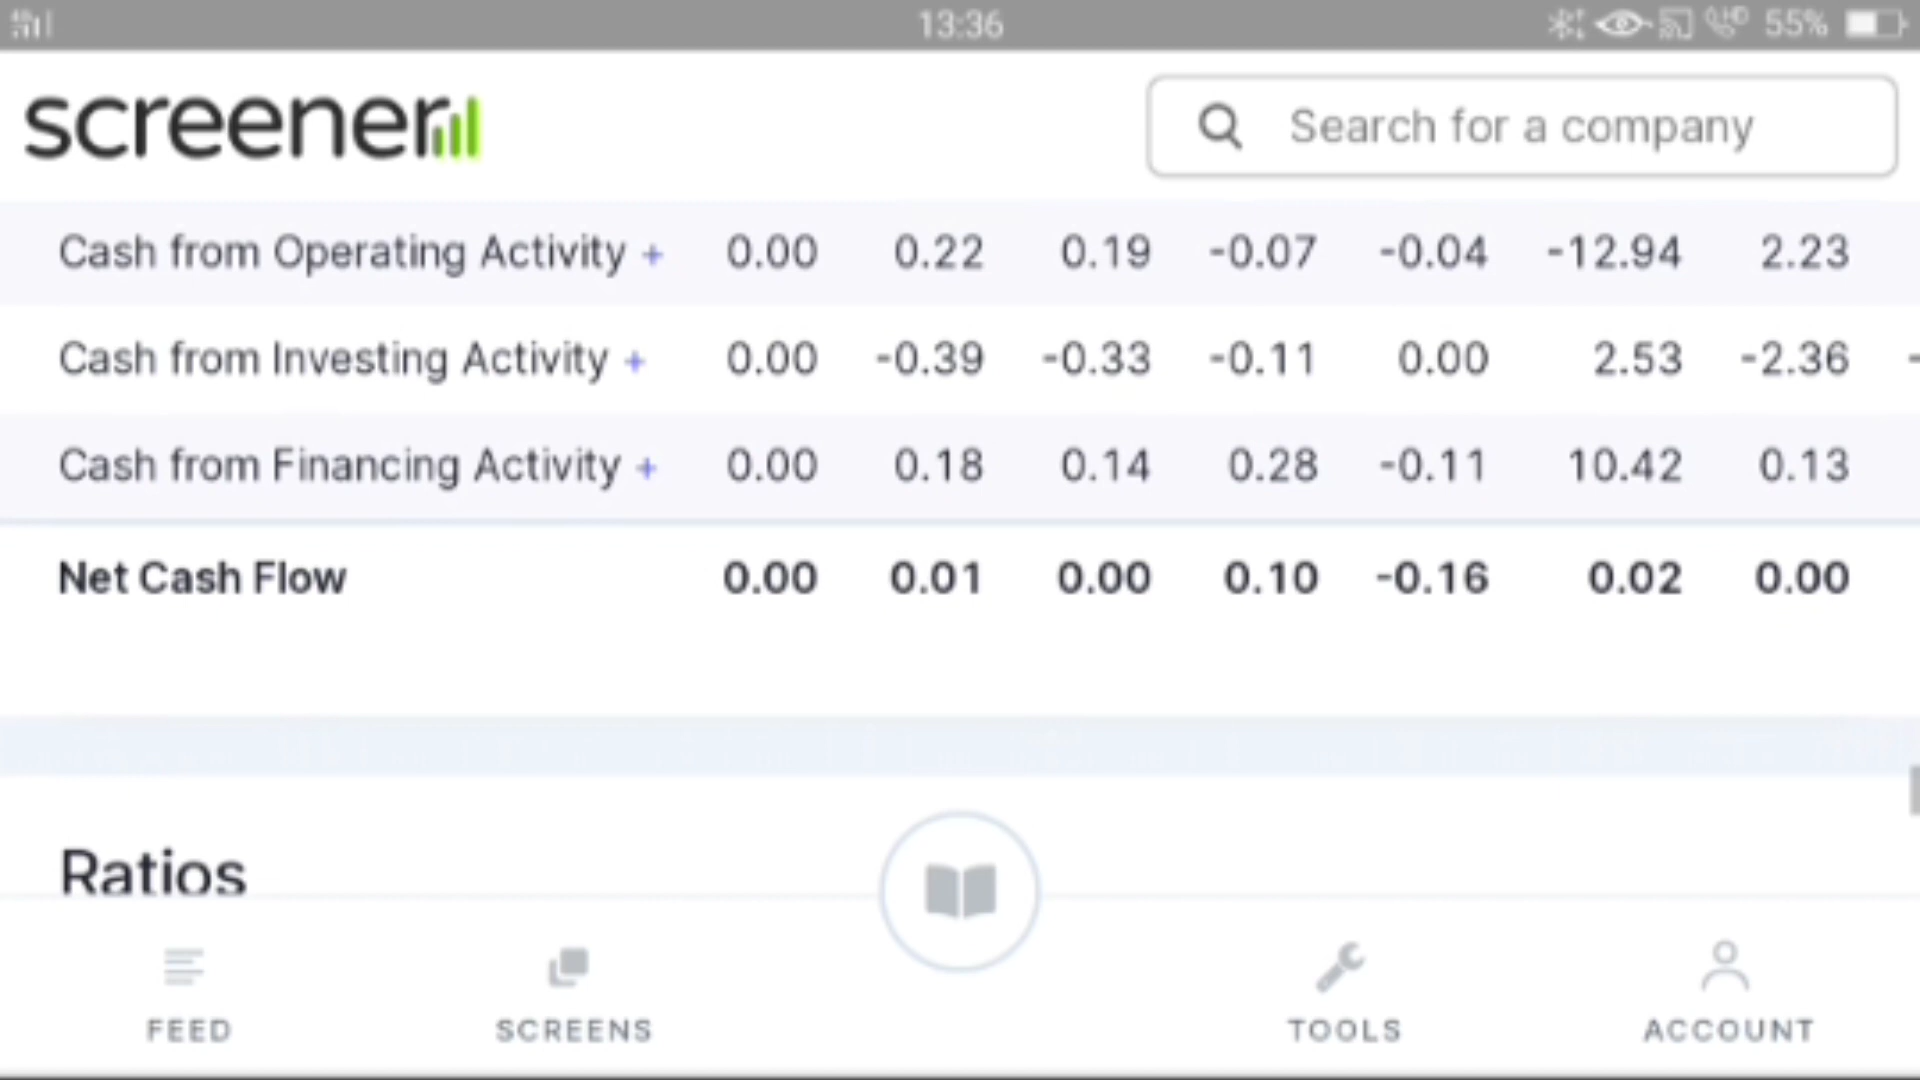 13:36 55%
screener Search for a company
Cash from Operating Activity + 0.00 0.22 0.19 -0.07 -0.04 -12.94 2.23
Cash from Investing Activity + 0.00 -0.39 -0.33 -0.11 0.00 2.53 -2.36 -
Cash from Financing Activity + 0.00 0.18 0.14 0.28 -0.11 10.42 0.13
Net Cash Flow 0.00 0.01 0.00 0.10 -0.16 0.02 0.00
Ratios
FEED SCREENS TOOLS ACCOUNT